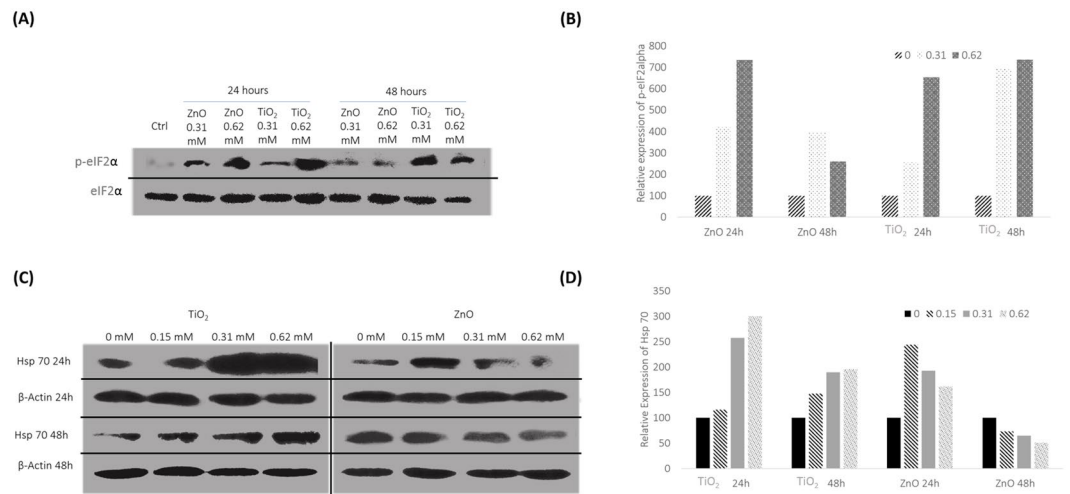 (A)
24 hours
48 hours
Ctrl
ZnO 0.31 mM
ZnO 0.62 mM
TiO₂ 0.31 mM
TiO₂ 0.62 mM
ZnO 0.31 mM
ZnO 0.62 mM
TiO₂ 0.31 mM
TiO₂ 0.62 mM
p-eIF2α
eIF2α
(B)
Relative expression of p-eIF2alpha
800
700
600
500
400
300
200
100
0
0 0.31 0.62
ZnO 24h ZnO 48h TiO₂ 24h TiO₂ 48h
(C)
TiO₂ ZnO
0 mM 0.15 mM 0.31 mM 0.62 mM 0 mM 0.15 mM 0.31 mM 0.62 mM
Hsp 70 24h
β-Actin 24h
Hsp 70 48h
β-Actin 48h
(D)
Relative Expression of Hsp 70
350
300
250
200
150
100
50
0
0 0.15 0.31 0.62
TiO₂ 24h TiO₂ 48h ZnO 24h ZnO 48h